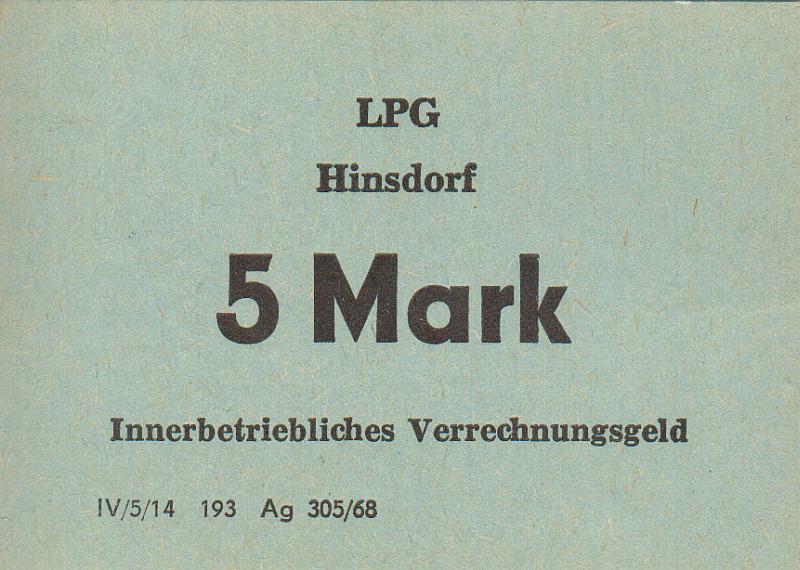 LPG
Hinsdorf
5 Mark
Innerbetriebliches Verrechnungsgeld
IV/5/14 193 Ag 305/68